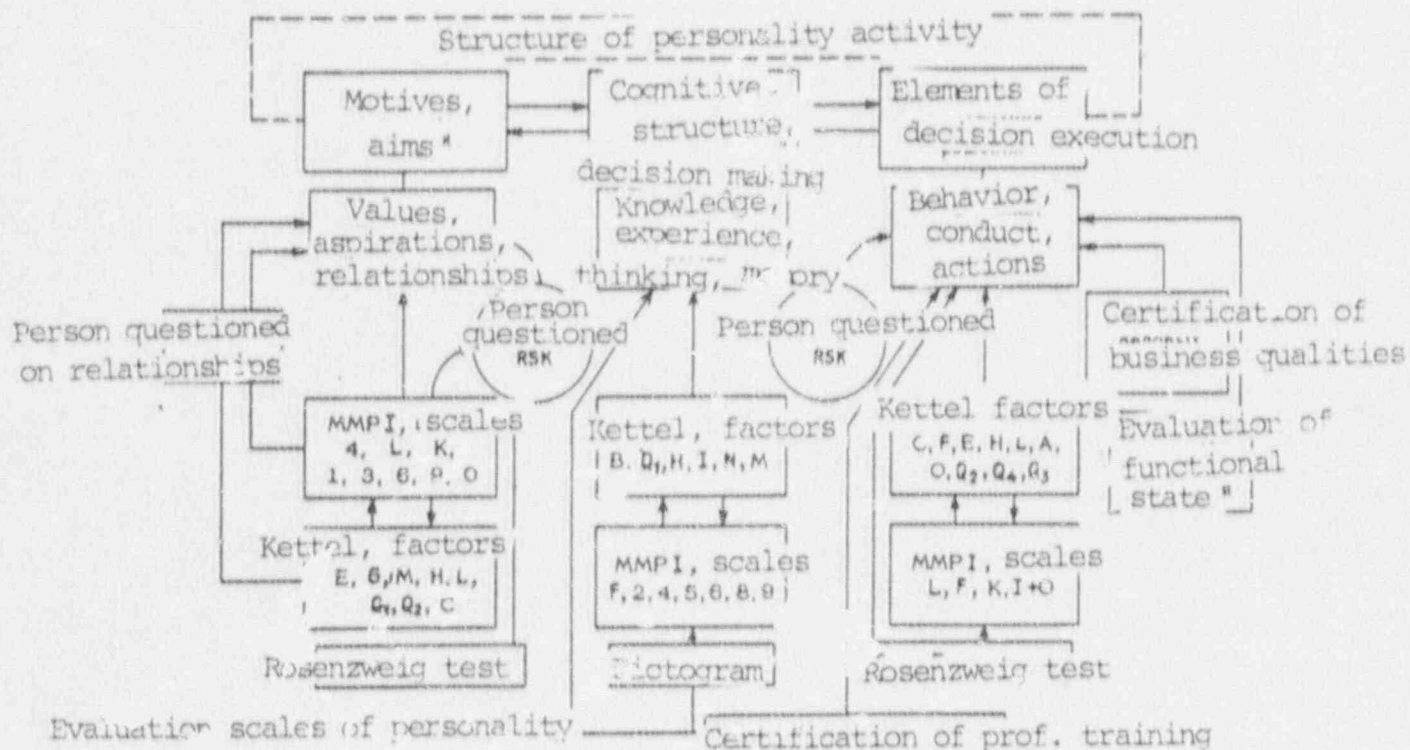 Structure of personality activity
Motives,
aims*
Cognitive
structure,
decision making
Elements of
decision execution
Values,
aspirations,
relationships
Knowledge,
experience,
thinking, memory
Behavior,
conduct,
actions
Person questioned
on relationships
Person
questioned
RSK
Person questioned
RSK
Certification of
business qualities
MMPI, scales
4, L, K,
1, 3, 6, P, O
Kettel, factors
B. Q1, H, I, N, M
Kettel factors
C, F, E, H, L, A,
O, Q2, Q4, Q3
Evaluation of
functional
state *
Kettel, factors
E, G, M, H, L,
Q1, Q2, C
MMPI, scales
F, 2, 4, 5, 6, 8, 9
MMPI, scales
L, F, K, I+O
Rosenzweig test
Pictogram
Rosenzweig test
Evaluation scales of personality
Certification of prof. training